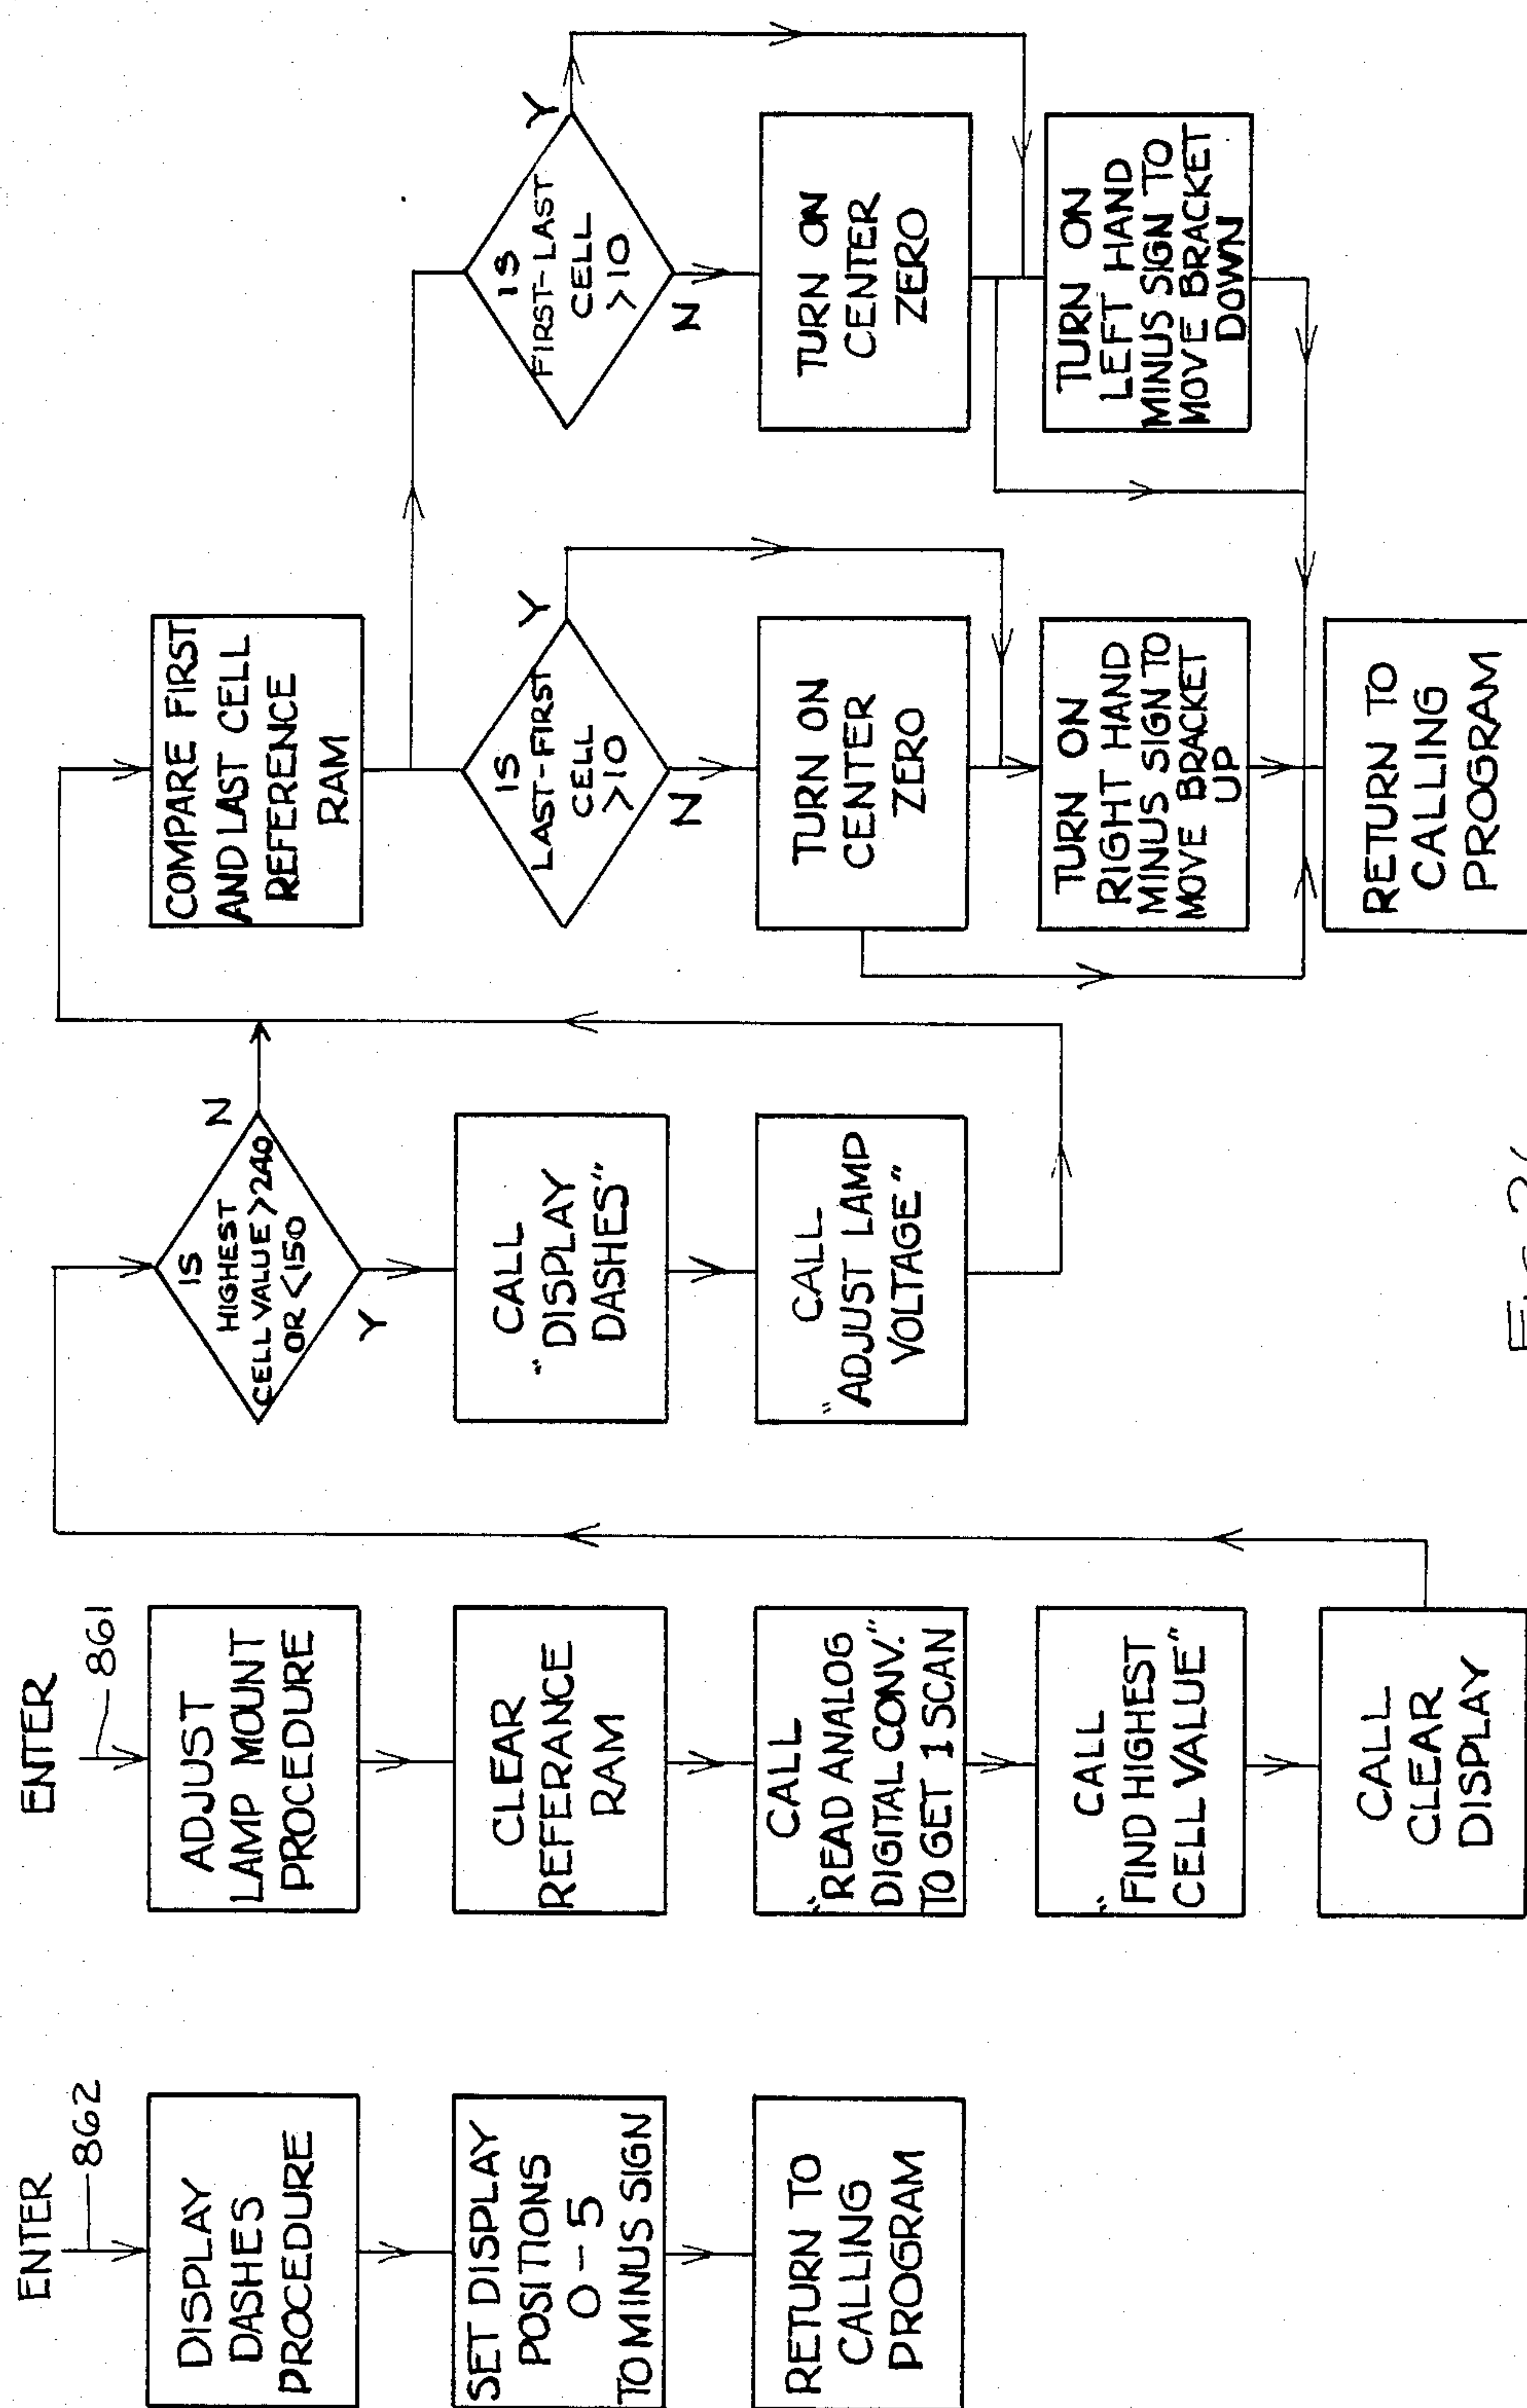 ENTER
862
DISPLAY
DASHES
PROCEDURE
SET DISPLAY
POSITIONS
0-5
TO MINUS SIGN
RETURN TO
CALLING
PROGRAM
ENTER
861
ADJUST
LAMP MOUNT
PROCEDURE
CLEAR
REFERANCE
RAM
CALL
"READ ANALOG
DIGITAL CONV."
TO GET 1 SCAN
CALL
"FIND HIGHEST
CELL VALUE"
CALL
CLEAR
DISPLAY
IS
HIGHEST
CELL VALUE >240
OR <150
N
Y
CALL
"DISPLAY
DASHES"
CALL
"ADJUST LAMP
VOLTAGE"
COMPARE FIRST
AND LAST CELL
REFERENCE
RAM
IS
LAST-FIRST
CELL
>10
Y
N
TURN ON
CENTER
ZERO
TURN ON
RIGHT HAND
MINUS SIGN TO
MOVE BRACKET
UP
RETURN TO
CALLING
PROGRAM
IS
FIRST-LAST
CELL
>10
Y
N
TURN ON
CENTER
ZERO
TURN ON
LEFT HAND
MINUS SIGN TO
MOVE BRACKET
DOWN